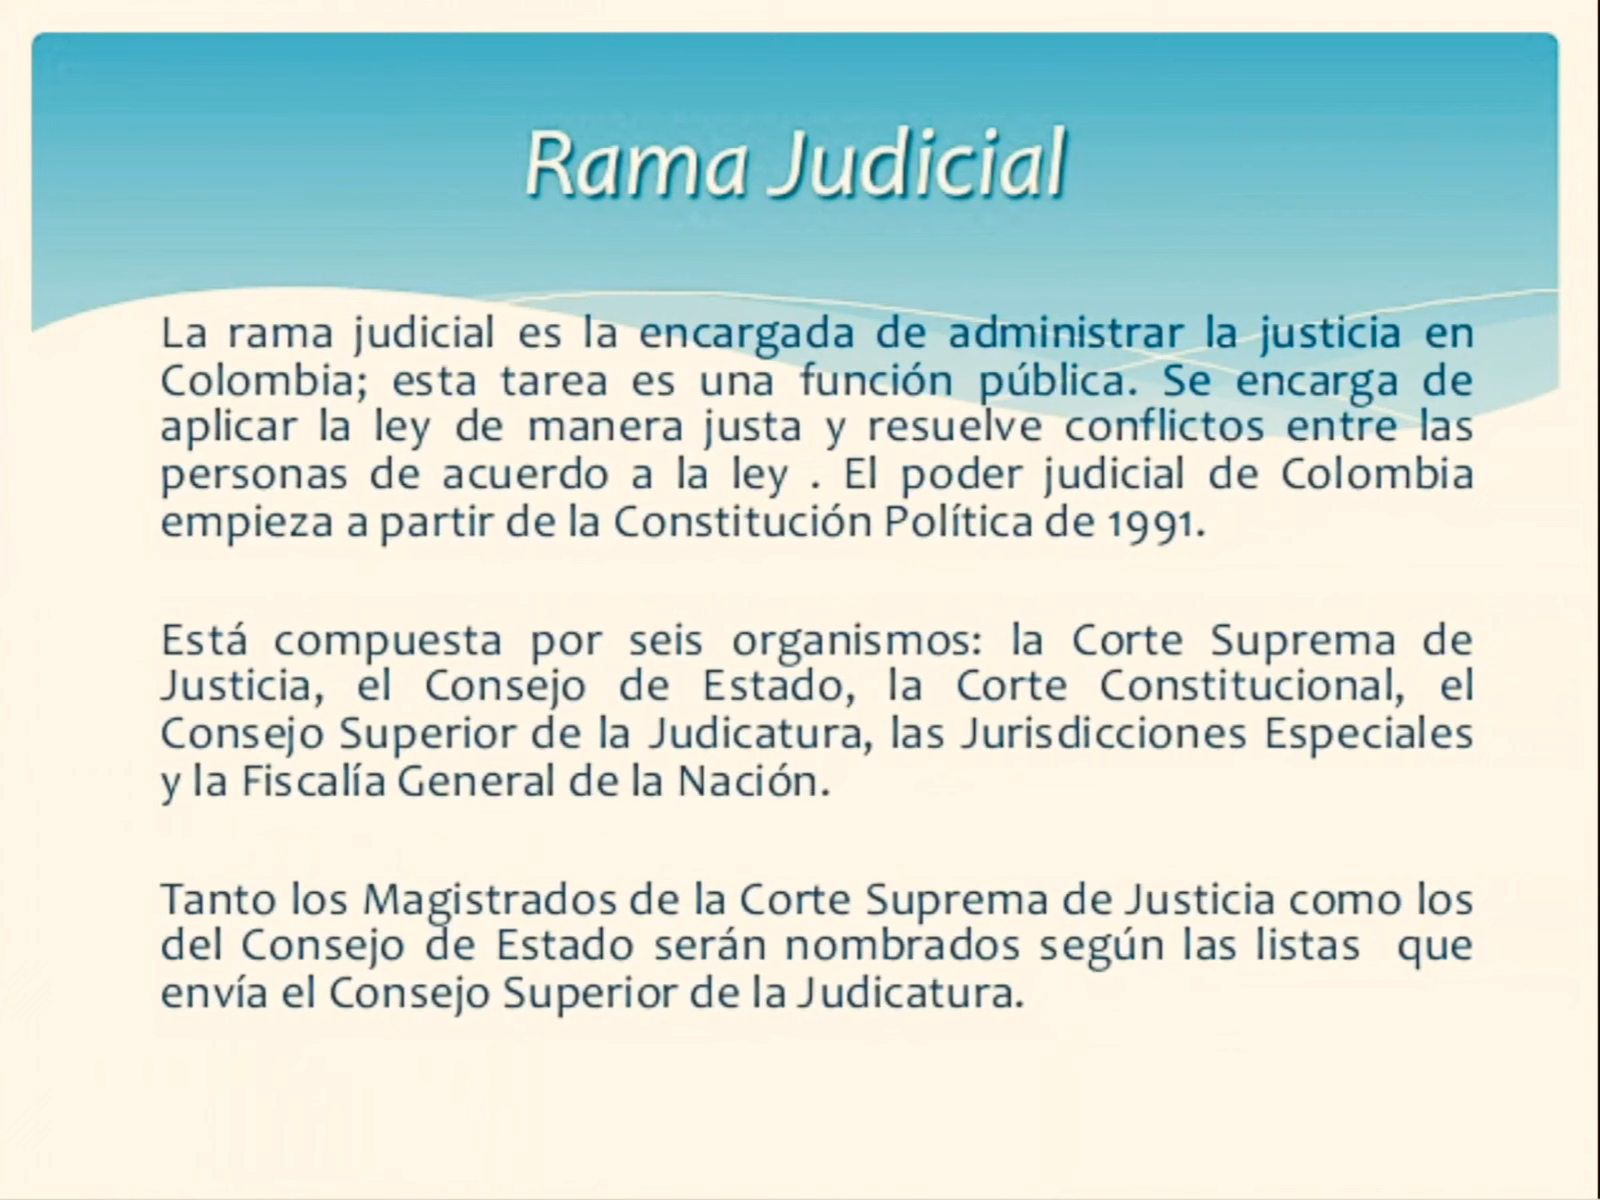 Rama Judicial
La rama judicial es la encargada de administrar la justicia en
Colombia; esta tarea es una función pública. Se encarga de
aplicar la ley de manera justa y resuelve conflictos entre las
personas de acuerdo a la ley . El poder judicial de Colombia
empieza a partir de la Constitución Política de 1991.
Está compuesta por seis organismos: la Corte Suprema de
Justicia, el Consejo de Estado, la Corte Constitucional, el
Consejo Superior de la Judicatura, las Jurisdicciones Especiales
y la Fiscalía General de la Nación.
Tanto los Magistrados de la Corte Suprema de Justicia como los
del Consejo de Estado serán nombrados según las listas que
envía el Consejo Superior de la Judicatura.